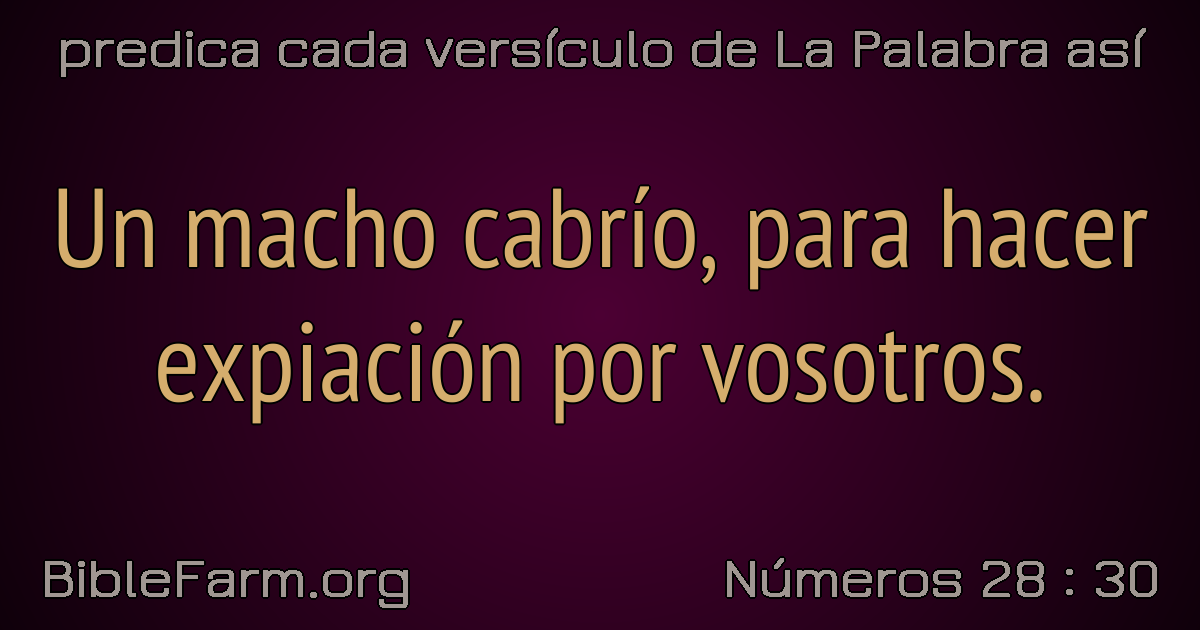 predica cada versículo de La Palabra así
Un macho cabrío, para hacer
expiación por vosotros.
BibleFarm.org
Números 28 : 30